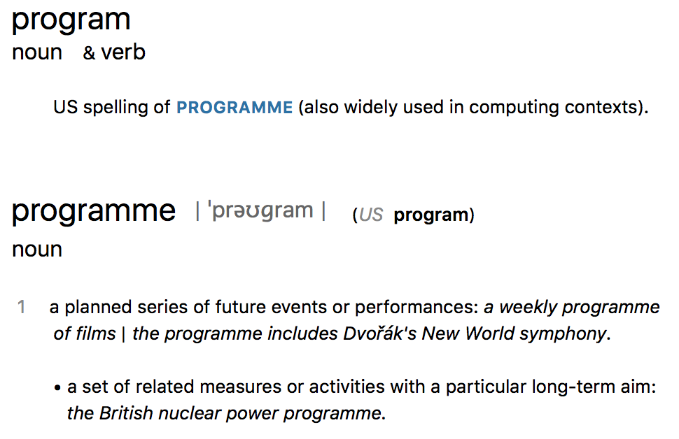 program
noun & verb
US spelling of PROGRAMME (also widely used in computing contexts).
programme | ˈprəʊɡram | (US program)
noun
1 a planned series of future events or performances: a weekly programme
of films | the programme includes Dvořák's New World symphony.
• a set of related measures or activities with a particular long-term aim:
the British nuclear power programme.